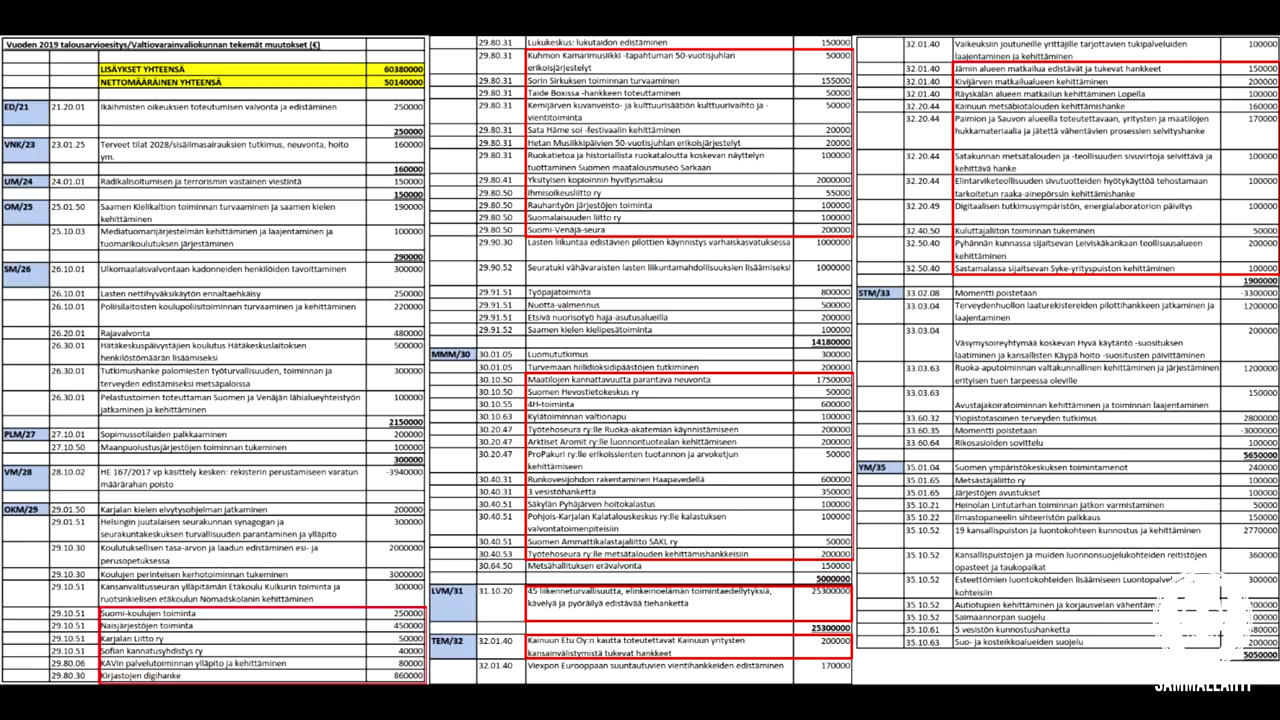 Vuoden 2019 talousarvioesitys/Valtiovarainvaliokunnan tekemät muutokset (€)
LISÄYKSET YHTEENSÄ 60380000
NETTOMÄÄRÄINEN YHTEENSÄ 50140000
ED/21 21.20.01 Ikäihmisten oikeuksien toteutumisen valvonta ja edistäminen 250000
250000
VNK/23 23.01.25 Terveet tilat 2028/sisäilmasairauksien tutkimus, neuvonta, hoito 160000
ym.
160000
UM/24 24.01.01 Radikalisoitumisen ja terrorismin vastainen viestintä 150000
150000
OM/25 25.01.50 Saamen Kielikaltion toiminnan turvaaminen ja saamen kielen 190000
kehittäminen
25.10.03 Mediatuomarijestelmän kehittäminen ja laajentaminen ja 100000
tuomarikoulutuksen järjestäminen
290000
SM/26 26.10.01 Ulkomaalaisvalvontaan kadonneiden henkilöiden tavoittaminen 300000
26.10.01 Lasten nettihyväksikäytön ennaltaehkäisy 250000
26.10.01 Poliisilaitosten koulupoliisitoiminnan turvaaminen ja kehittäminen 220000
26.20.01 Rajavalvonta 480000
26.30.01 Hätäkeskuspäivystäjien koulutus Hätäkeskuslaitoksen 500000
henkilöstömäärän lisäämiseksi
26.30.01 Tutkimushanke palomiesten työturvallisuuden, toiminnan ja 300000
terveyden edistämiseksi metsäpaloissa
26.30.01 Pelastustoimen toteuttaman Suomen ja Venäjän lähialueyhteistyön 100000
jatkaminen ja kehittäminen
2150000
PLM/27 27.10.01 Sopimussotilaiden palkkaaminen 200000
27.10.50 Maanpuolustusjärjestöjen toiminnan tukeminen 100000
300000
VM/28 28.10.02 HE 167/2017 vp käsittely kesken: rekisterin perustamiseen varatun -3940000
määrärahan poisto
OKM/29 29.01.50 Karjalan kielen elvytysohjelman jatkaminen 200000
29.01.51 Helsingin juutalaisen seurakunnan synagogan ja 300000
seurakuntakeskuksen turvallisuuden parantaminen ja ylläpito
29.10.30 Koulutuksellisen tasa-arvon ja laadun edistäminen esi- ja 2000000
perusopetuksessa
29.10.30 Koulujen perinteisen kerhotoiminnan tukeminen 3000000
29.10.51 Kansanvalitusseuran ylläpitämän Etäkoulu Kulkurin toiminta ja 300000
ruotsinkielisen etäkoulun Nomadskolanin kehittäminen
29.10.51 Suomi-koulujen toiminta 250000
29.10.51 Naisjärjestöjen toiminta 450000
29.10.51 Karjalan Liitto ry 50000
29.10.51 Sofian kannatusyhdistys ry 40000
29.80.06 KAVIn palvelutoiminnan ylläpito ja kehittäminen 80000
29.80.30 Kirjastojen digihanke 860000
29.80.31 Lukukeskus: lukutaidon edistäminen 150000
29.80.31 Kuhmon Kamarimusiikki -tapahtuman 50-vuotisjuhlan 50000
erikoisjärjestelyt
29.80.31 Sorin Sirkuksen toiminnan turvaaminen 155000
29.80.31 Taide Boxissa -hankkeen toteuttaminen 50000
29.80.31 Kemijärven kuvanveisto- ja kulttuurisäätiön kulttuurivaihto ja - 50000
vientitoiminta
29.80.31 Sata Häme soi -festivaalin kehittäminen 20000
29.80.31 Hetan Musiikkipäivien 50-vuotisjuhlan erikoisjärjestelyt 20000
29.80.31 Ruokatietoa ja historiallista ruokataloutta koskevan näyttelyn 100000
tuottaminen Suomen maatalousmuseo Sarkaan
29.80.41 Yksityisen kopioinnin hyvitysmaksu 2000000
29.80.50 Ihmisoikeusliitto ry 55000
29.80.50 Rauhantyön järjestöjen toiminta 100000
29.80.50 Suomalaisuuden liitto ry 100000
29.80.50 Suomi-Venäjä-seura 200000
29.90.30 Lasten liikuntaa edistävien pilottien käynnistys varhaiskasvatuksessa 1000000
29.90.52 Seuratuki vähävaraisten lasten liikuntamahdollisuuksien lisäämiseksi 1000000
29.91.51 Työpajatoiminta 800000
29.91.51 Nuotta-valmennus 500000
29.91.51 Etsivä nuorisotyö haja-asutusalueilla 200000
29.91.52 Saamen kielen kielipesätoiminta 100000
14180000
MMM/30 30.01.05 Luomututkimus 300000
30.01.05 Turvemaan hiilidioksidipäästöjen tutkiminen 200000
30.10.50 Maatilojen kannattavuutta parantava neuvonta 1750000
30.10.50 Suomen Hevostietokeskus ry 50000
30.10.55 4H-toiminta 600000
30.10.63 Kylätoiminnan valtionapu 100000
30.20.47 Työtehoseura ry:lle Ruoka-akatemian käynnistämiseen 200000
30.20.47 Arktiset Aromit ry:lle luonnontuotealan kehittämiseen 200000
30.20.47 ProPakuri ry:lle erikoissienten tuotannon ja arvoketjun 50000
kehittämiseen
30.40.31 Runkovesijohdon rakentaminen Haapavedellä 600000
30.40.31 3 vesistöhanketta 350000
30.40.51 Säkylän Pyhäjärven hoitokalastus 100000
30.40.51 Pohjois-Karjalan Kalatalouskeskus ry:lle kalastuksen 100000
valvontatoimenpiteisiin
30.40.51 Suomen Ammattikalastajaliitto SAKL ry 50000
30.40.53 Työtehoseura ry:lle metsätalouden kehittämishankkeisiin 200000
30.64.50 Metsähallituksen erävalvonta 150000
5000000
LVM/31 31.10.20 45 liikenneturvallisuutta, elinkeinoelämän toimintaedellytyksiä, 25300000
kävelyä ja pyöräilyä edistävää tiehanketta
25300000
TEM/32 32.01.40 Kainuun Etu Oy:n kautta toteutettavat Kainuun yritysten 200000
kansainvälistymistä tukevat hankkeet
32.01.40 Viexpon Eurooppaan suuntautuvien vientihankkeiden edistäminen 170000
32.01.40 Vaikeuksiin joutuneille yrittäjille tarjottavien tukipalveluiden 100000
laajentaminen ja kehittäminen
32.01.40 Jämin alueen matkailua edistävät ja tukevat hankkeet 150000
32.01.40 Kivijärven matkailualueen kehittäminen 200000
32.01.40 Räyskälän alueen matkailun kehittäminen Lopella 100000
32.20.44 Kainuun metsäbiotalouden kehittämishanke 160000
32.20.44 Paimion ja Sauvon alueella toteutettavaan, yritysten ja maatilojen 170000
hukkamateriaalia ja jätettä vähentävien prosessien selvityshanke
32.20.44 Satakunnan metsätalouden ja -teollisuuden sivuvirtoja selvittävä ja 100000
kehittävä hanke
32.20.44 Elintarviketeollisuuden sivutuotteiden hyötykäyttöä tehostamaan 100000
tarkoitetun raaka-ainepörssin kehittämishanke
32.20.49 Digitaalisen tutkimusympäristön, energialaboratorion päivitys 100000
32.40.50 Kuluttajaliiton toiminnan tukeminen 50000
32.50.40 Pyhännän kunnassa sijaitsevan Leiviskäkankaan teollisuusalueen 200000
kehittäminen
32.50.40 Sastamalassa sijaitsevan Syke-yrityspuiston kehittäminen 100000
1900000
STM/33 33.02.08 Momentti poistetaan -3300000
33.03.04 Terveydenhuollon laaturekistereiden pilottihankkeen jatkaminen ja 1200000
laajentaminen
33.03.04 200000
Väsymysoireyhtymää koskevan Hyvä käytäntö -suosituksen
laatiminen ja kansallisten Käypä hoito -suositusten päivittäminen
33.03.63 Ruoka-aputoiminnan valtakunnallinen kehittäminen ja järjestäminen 1200000
erityisen tuen tarpeessa oleville
33.03.63 150000
Avustajakoiratoiminnan kehittäminen ja toiminnan laajentaminen
33.60.32 Yliopistotasoinen terveyden tutkimus 2800000
33.60.35 Momentti poistetaan -3000000
33.60.64 Rikosasioiden sovittelu 100000
5650000
YM/35 35.01.04 Suomen ympäristökeskuksen toimintamenot 240000
35.01.65 Metsästäjäliitto ry 100000
35.01.65 Järjestöjen avustukset 100000
35.10.21 Heinolan Lintutarhan toiminnan jatkon varmistaminen 50000
35.10.22 Ilmastopaneelin sihteeristön palkkaus 150000
35.10.52 19 kansallispuiston ja luontokohteen kunnostus ja kehittäminen 2770000
35.10.52 Kansallispuistojen ja muiden luonnonsuojelukohteiden reitistöjen 360000
opasteet ja taukopaikat
35.10.52 Esteettömien luontokohteiden lisäämiseen
kohteisiin
35.10.52 Autiotupien kehittäminen ja korjausvelan
35.10.52 Saimaannorpan suojelu
35.10.61 5 vesistön kunnostushanketta
35.10.63 Suo- ja kosteikkoalueiden suojelu
5050000
SAMMALLAHTI